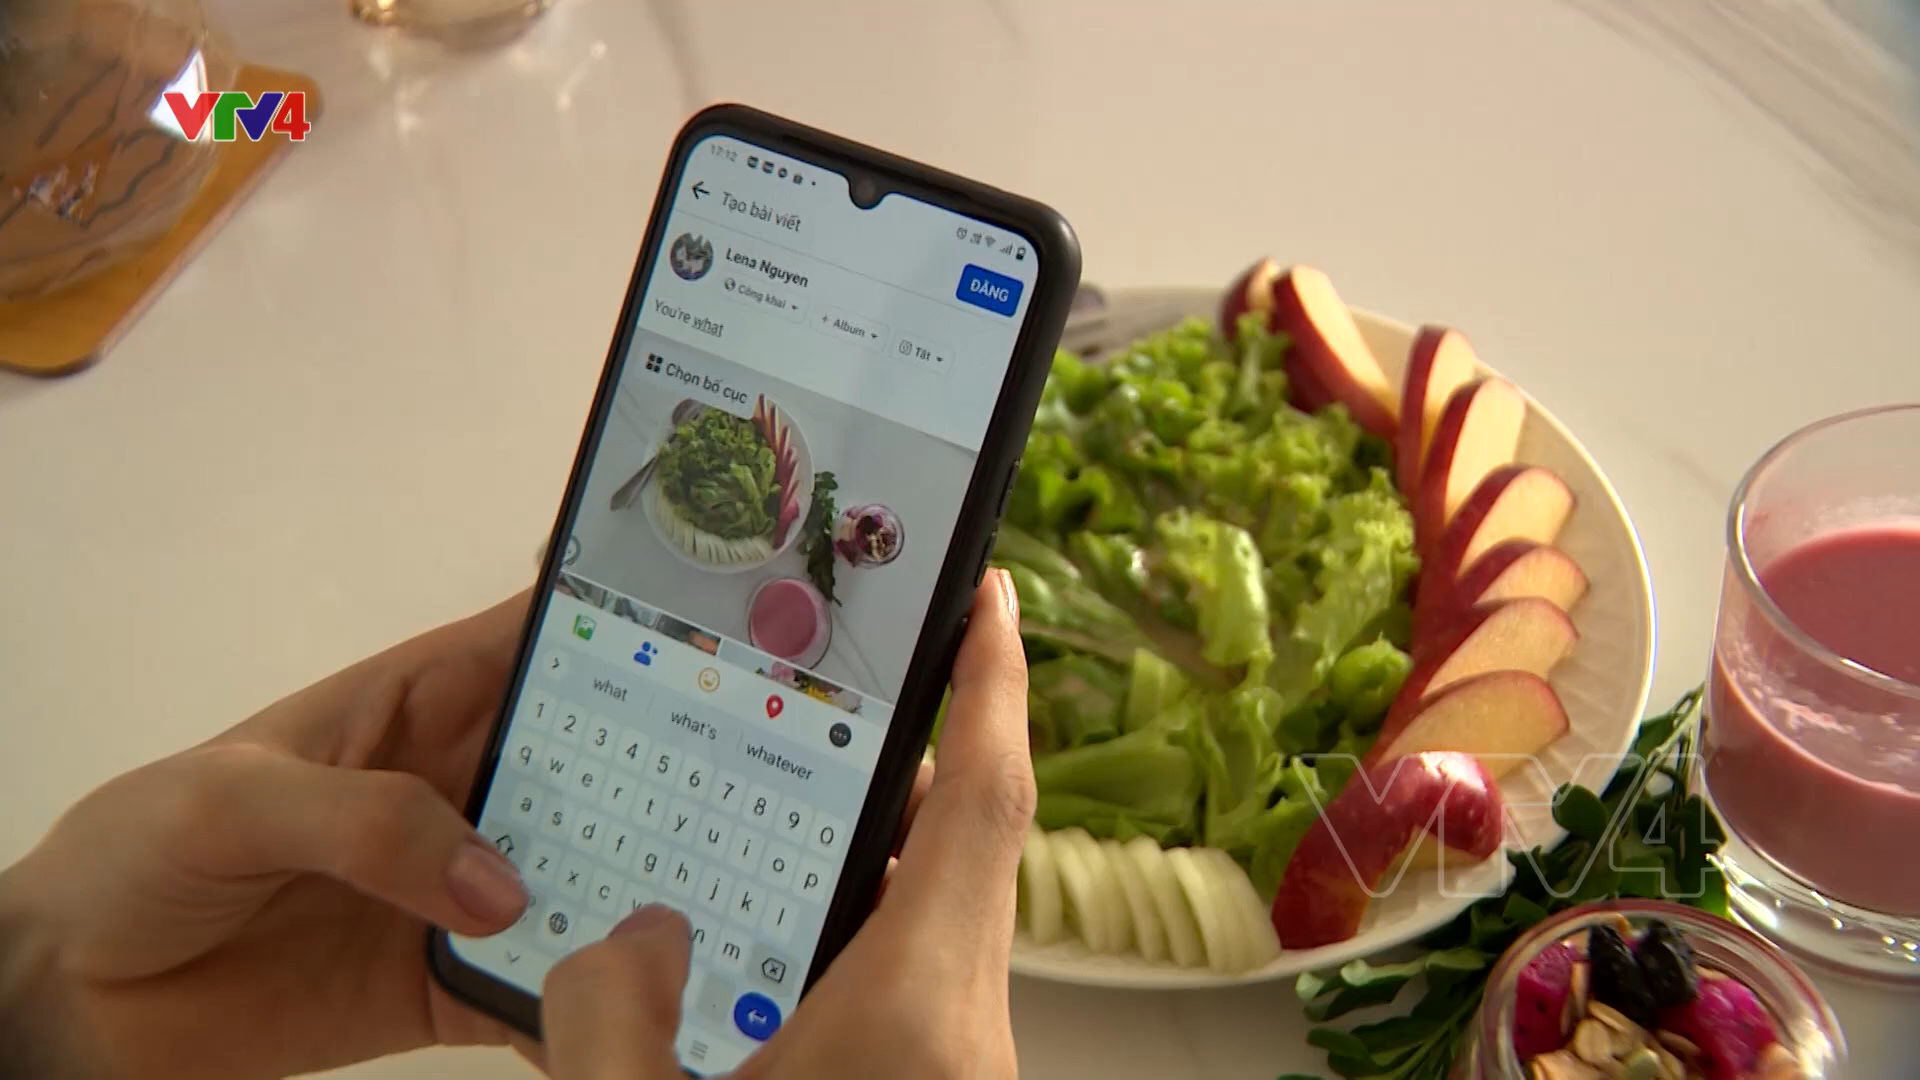 VTV4
17:12
Tạo bài viết
Lena Nguyen
ĐĂNG
Công khai
+ Album
Tắt
You're what
Chọn bố cục
what what's whatever
1 2 3 4 5 6 7 8 9 0
q w e r t y u i o p
a s d f g h j k l
z x c v n m
VTV4